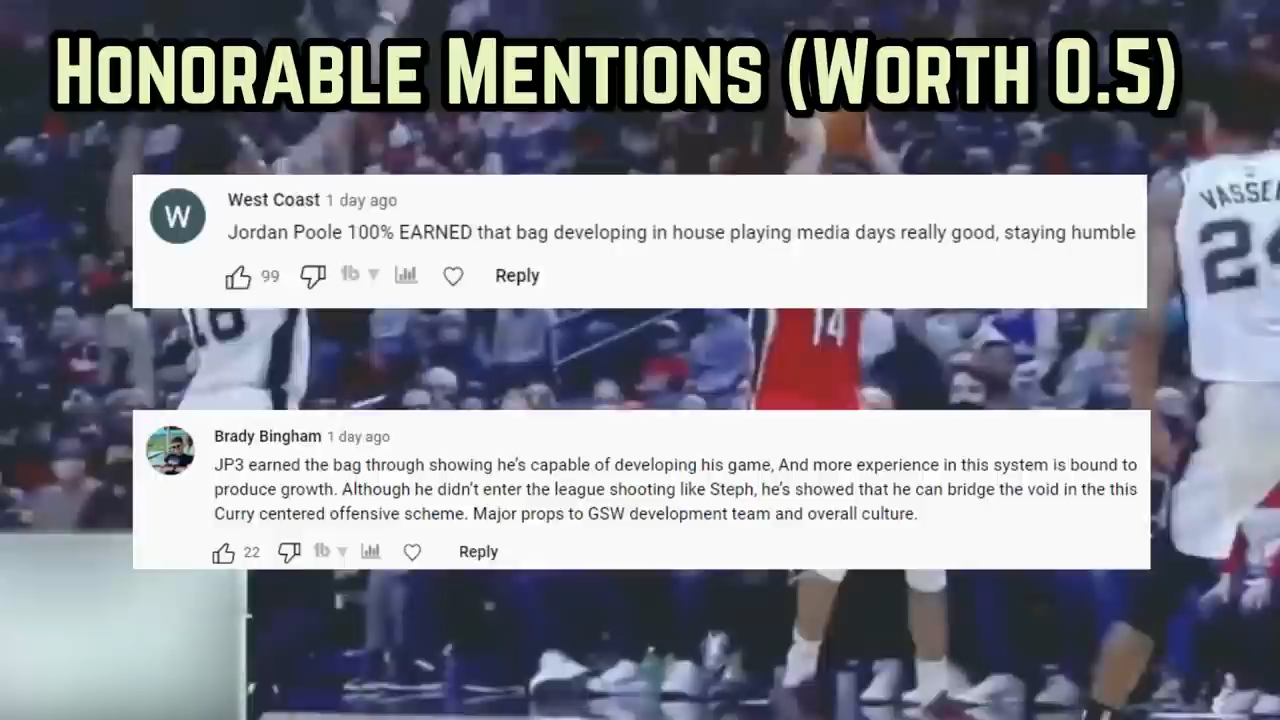 HONORABLE MENTIONS (WORTH 0.5)
W
West Coast 1 day ago
Jordan Poole 100% EARNED that bag developing in house playing media days really good, staying humble
99
1b
Reply
Brady Bingham 1 day ago
JP3 earned the bag through showing he's capable of developing his game, And more experience in this system is bound to
produce growth. Although he didn't enter the league shooting like Steph, he's showed that he can bridge the void in the this
Curry centered offensive scheme. Major props to GSW development team and overall culture.
22
1b
Reply
14
24